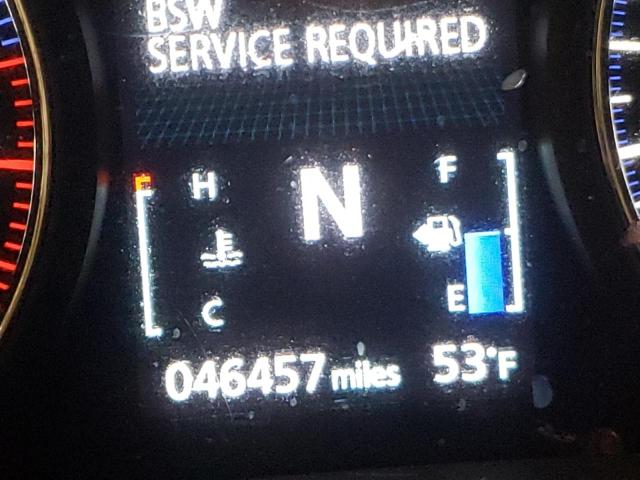 BSW
SERVICE REQUIRED
H
N
F
C
E
046457 miles
53°F